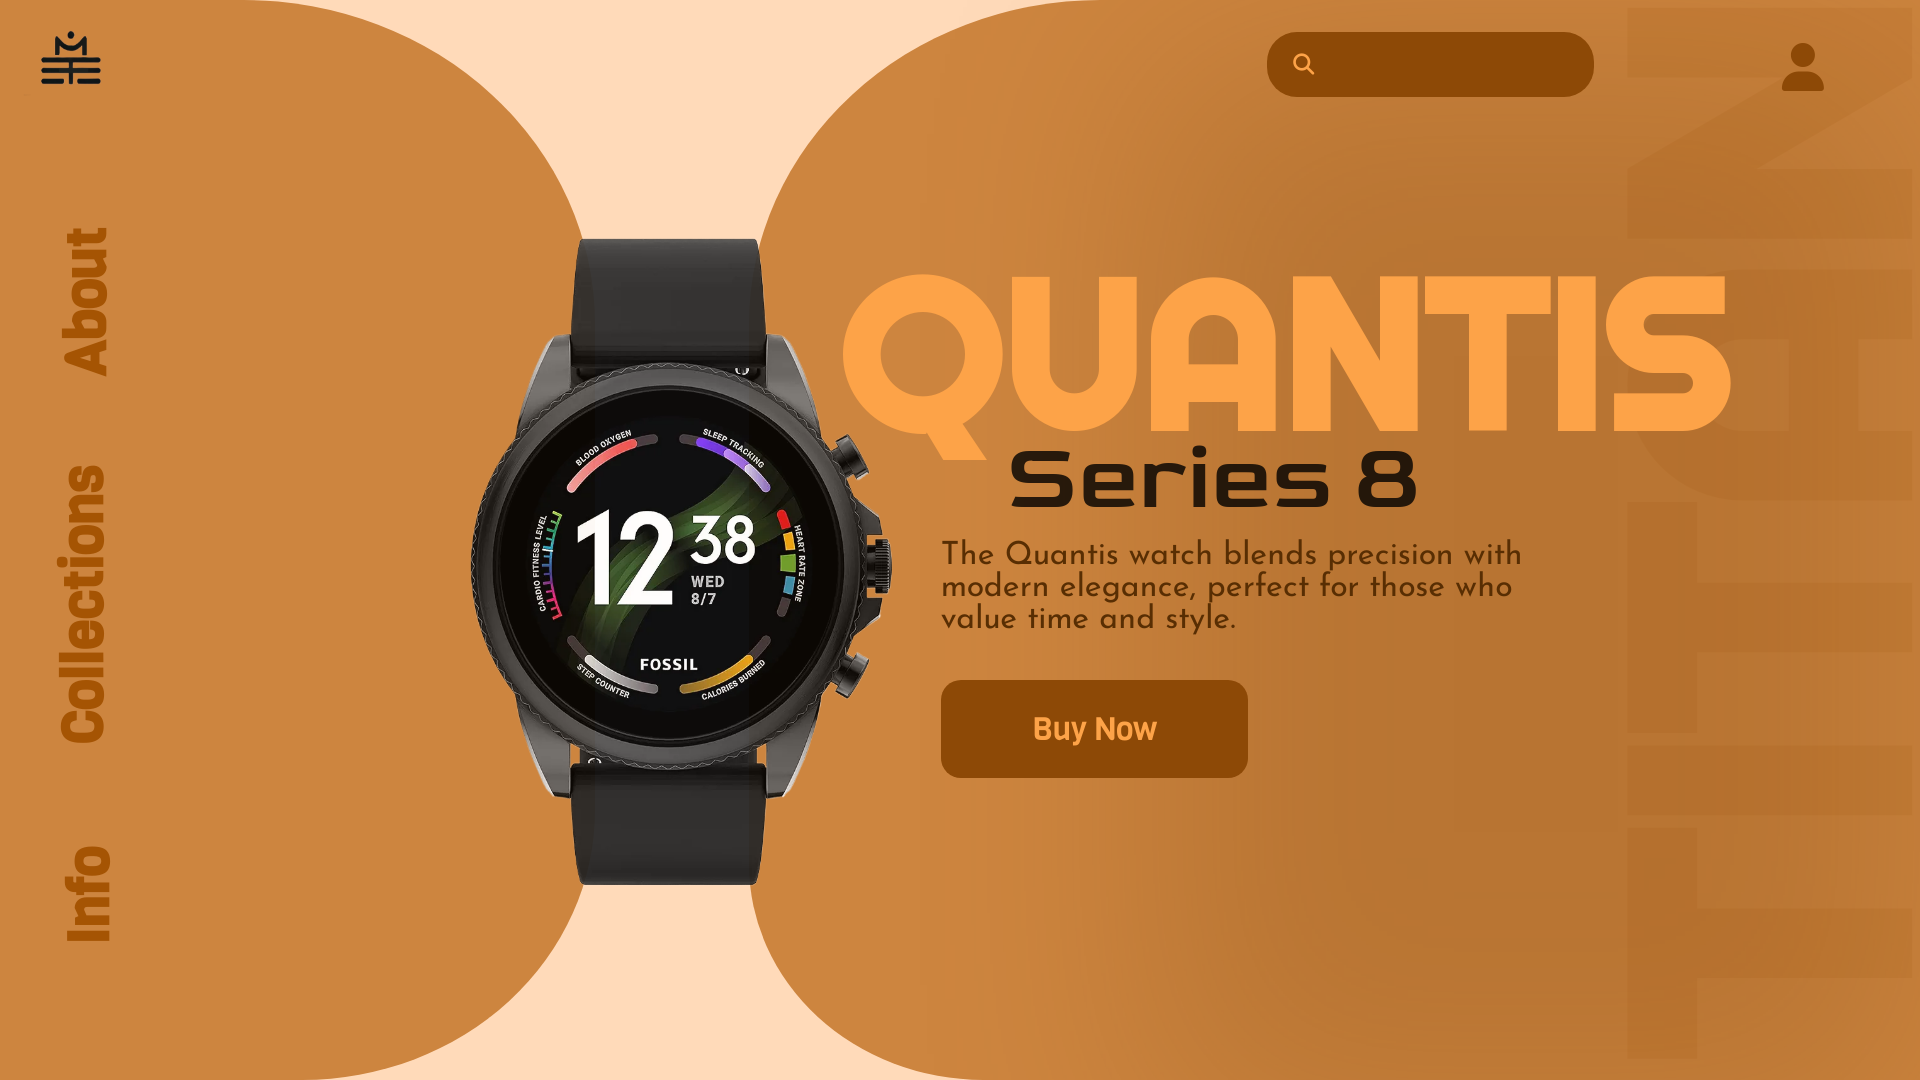 About
Collections
Info
BLOOD OXYGEN
SLEEP TRACKING
CARDIO FITNESS LEVEL
HEART RATE ZONE
12 38
WED
8/7
FOSSIL
STEP COUNTER
CALORIES BURNED
QUANTIS
Series 8
The Quantis watch blends precision with
modern elegance, perfect for those who
value time and style.
Buy Now
TITAN